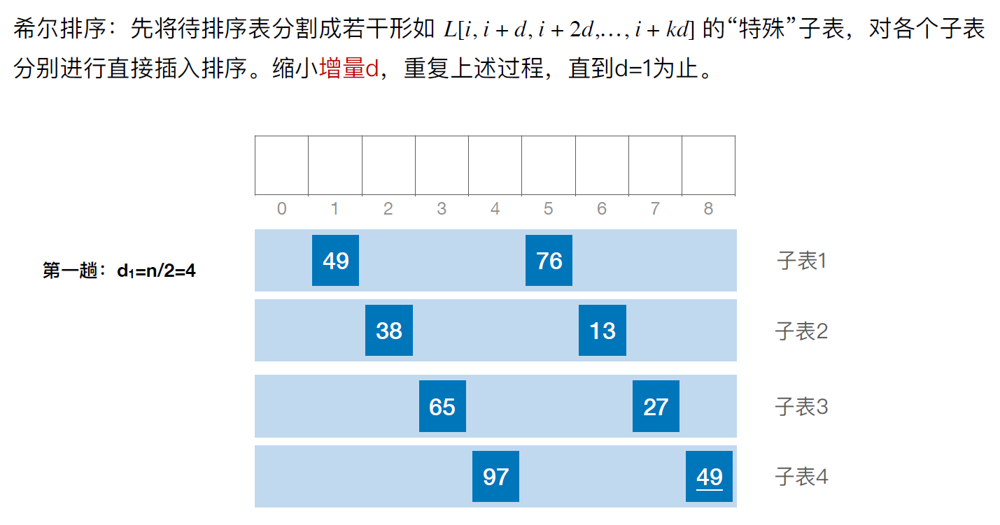 希尔排序：先将待排序表分割成若干形如 L[i, i + d, i + 2d,…, i + kd] 的“特殊”子表，对各个子表
分别进行直接插入排序。缩小增量d，重复上述过程，直到d=1为止。
0 1 2 3 4 5 6 7 8
第一趟：d₁=n/2=4
49 76 子表1
38 13 子表2
65 27 子表3
97 49 子表4